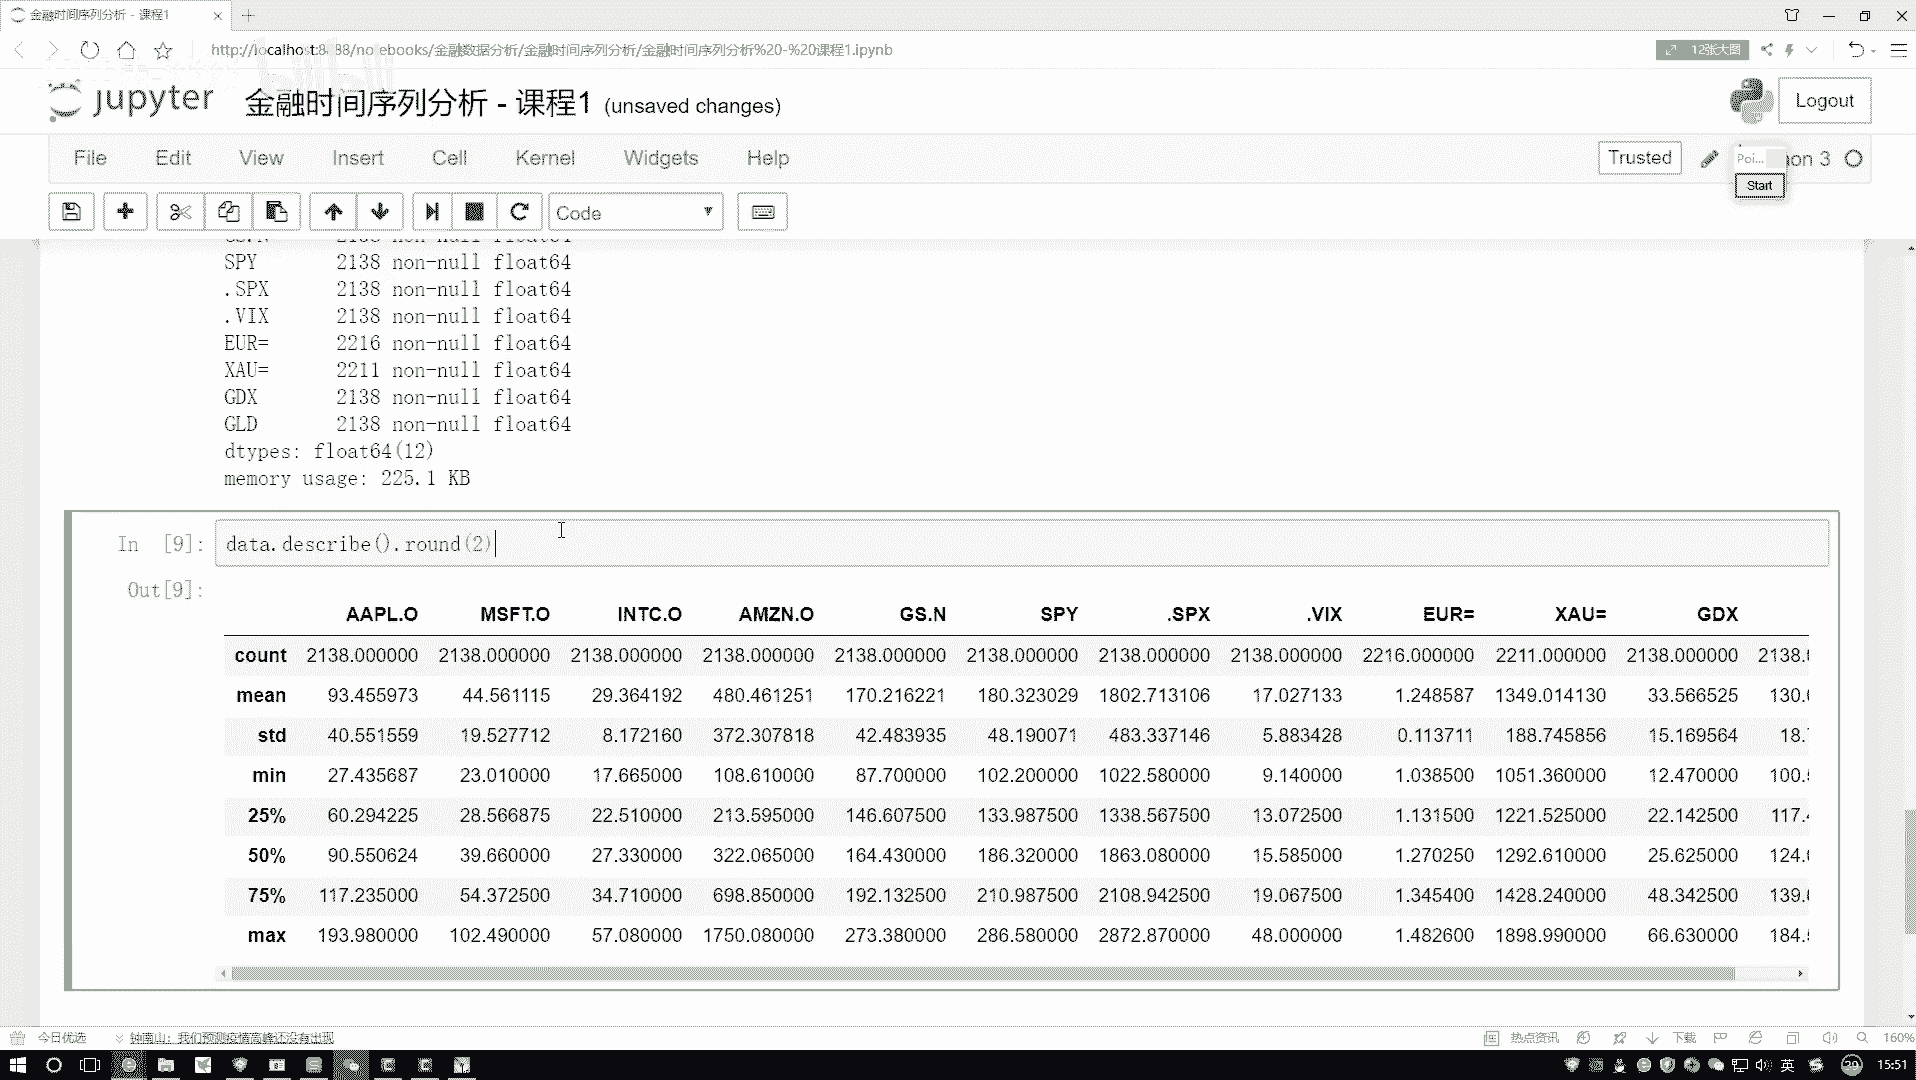 金融时间序列分析 - 课程1
http://localhost:8888/notebooks/金融数据分析/金融时间序列分析/金融时间序列分析%20-%20课程1.ipynb
12张大图
jupyter 金融时间序列分析 - 课程1 (unsaved changes)
Logout
File Edit View Insert Cell Kernel Widgets Help
Trusted
Poi...
on 3
Start
Code
SPY 2138 non-null float64
.SPX 2138 non-null float64
.VIX 2138 non-null float64
EUR= 2216 non-null float64
XAU= 2211 non-null float64
GDX 2138 non-null float64
GLD 2138 non-null float64
dtypes: float64(12)
memory usage: 225.1 KB
In [9]: data.describe().round(2)
Out[9]:
AAPL.O MSFT.O INTC.O AMZN.O GS.N SPY .SPX .VIX EUR= XAU= GDX
count 2138.000000 2138.000000 2138.000000 2138.000000 2138.000000 2138.000000 2138.000000 2138.000000 2216.000000 2211.000000 2138.000000 2138.
mean 93.455973 44.561115 29.364192 480.461251 170.216221 180.323029 1802.713106 17.027133 1.248587 1349.014130 33.566525 130.
std 40.551559 19.527712 8.172160 372.307818 42.483935 48.190071 483.337146 5.883428 0.113711 188.745856 15.169564 18.
min 27.435687 23.010000 17.665000 108.610000 87.700000 102.200000 1022.580000 9.140000 1.038500 1051.360000 12.470000 100.
25% 60.294225 28.566875 22.510000 213.595000 146.607500 133.987500 1338.567500 13.072500 1.131500 1221.525000 22.142500 117.
50% 90.550624 39.660000 27.330000 322.065000 164.430000 186.320000 1863.080000 15.585000 1.270250 1292.610000 25.625000 124.
75% 117.235000 54.372500 34.710000 698.850000 192.132500 210.987500 2108.942500 19.067500 1.345400 1428.240000 48.342500 139.
max 193.980000 102.490000 57.080000 1750.080000 273.380000 286.580000 2872.870000 48.000000 1.482600 1898.990000 66.630000 184.
今日优选
钟南山：我们预测疫情高峰还没有出现
热点资讯
下载
160%
英
29
15:51